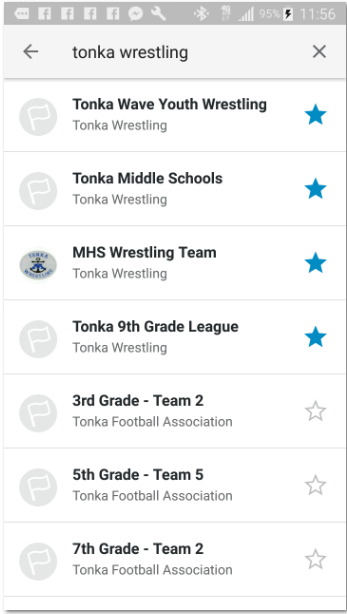 95% 11:56
tonka wrestling
Tonka Wave Youth Wrestling
Tonka Wrestling
Tonka Middle Schools
Tonka Wrestling
TONKA
WRESTLING
MHS Wrestling Team
Tonka Wrestling
Tonka 9th Grade League
Tonka Wrestling
3rd Grade - Team 2
Tonka Football Association
5th Grade - Team 5
Tonka Football Association
7th Grade - Team 2
Tonka Football Association